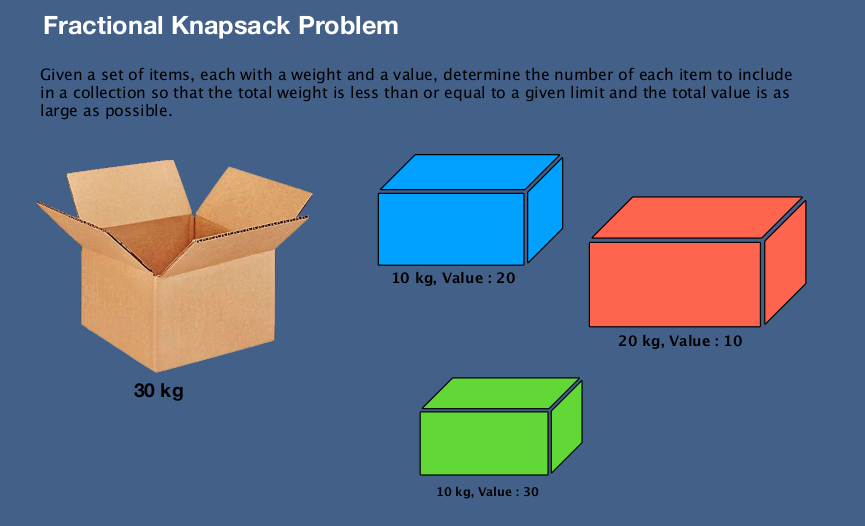 Fractional Knapsack Problem
Given a set of items, each with a weight and a value, determine the number of each item to include
in a collection so that the total weight is less than or equal to a given limit and the total value is as
large as possible.
10 kg, Value : 20
20 kg, Value : 10
30 kg
10 kg, Value : 30